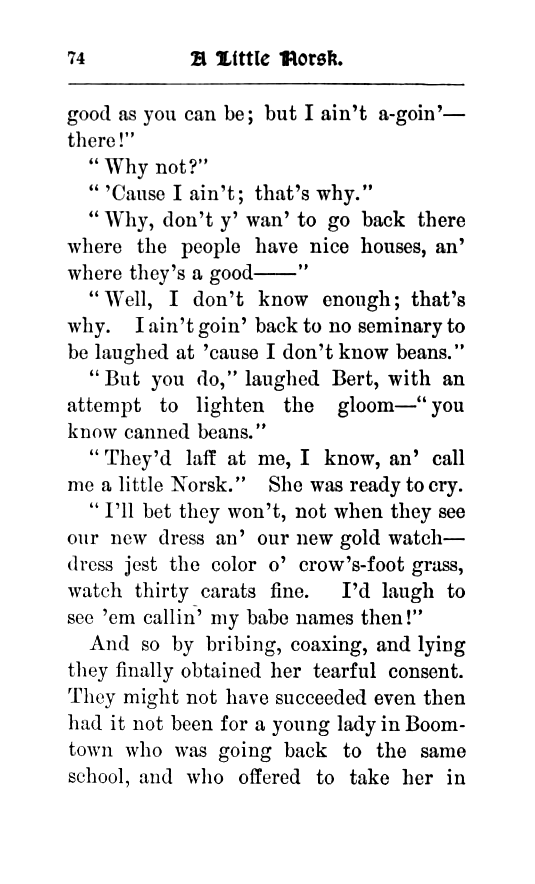 74 A Little Norsk.
good as you can be; but I ain't a-goin'—
there!"
"Why not?"
"'Cause I ain't; that's why."
"Why, don't y' wan' to go back there
where the people have nice houses, an'
where they's a good——"
"Well, I don't know enough; that's
why. I ain't goin' back to no seminary to
be laughed at 'cause I don't know beans."
"But you do," laughed Bert, with an
attempt to lighten the gloom—"you
know canned beans."
"They'd laff at me, I know, an' call
me a little Norsk." She was ready to cry.
"I'll bet they won't, not when they see
our new dress an' our new gold watch—
dress jest the color o' crow's-foot grass,
watch thirty carats fine. I'd laugh to
see 'em callin' my babe names then!"
And so by bribing, coaxing, and lying
they finally obtained her tearful consent.
They might not have succeeded even then
had it not been for a young lady in Boom-
town who was going back to the same
school, and who offered to take her in